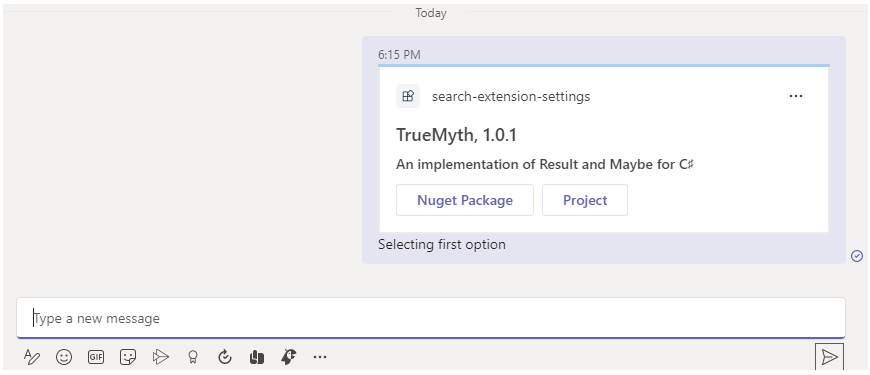 Today
6:15 PM
search-extension-settings
TrueMyth, 1.0.1
An implementation of Result and Maybe for C♯
Nuget Package Project
Selecting first option
Type a new message
GIF